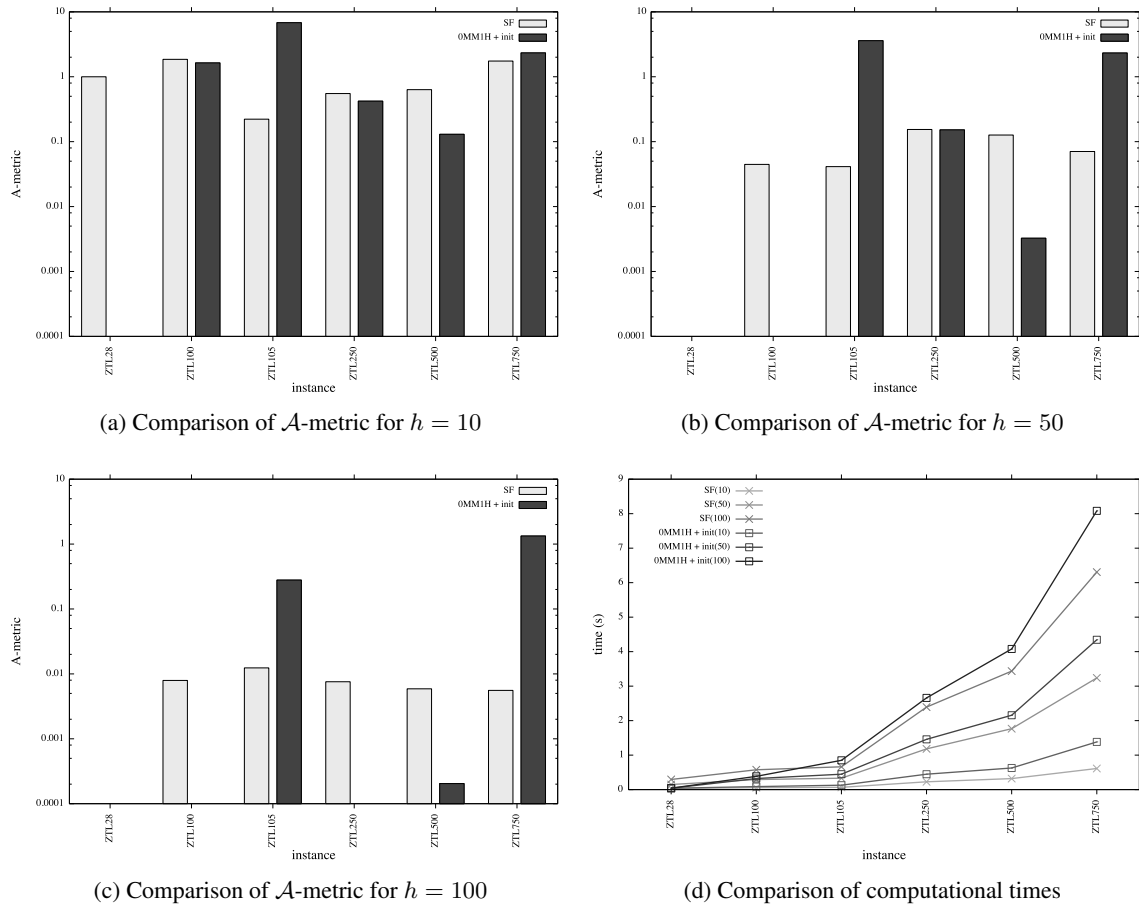 10
1
0.1
0.01
0.001
0.0001
A-metric
SF
0MM1H + init
ZTL28
ZTL100
ZTL105
ZTL250
ZTL500
ZTL750
instance
(a) Comparison of A-metric for h = 10
10
1
0.1
0.01
0.001
0.0001
A-metric
SF
0MM1H + init
ZTL28
ZTL100
ZTL105
ZTL250
ZTL500
ZTL750
instance
(b) Comparison of A-metric for h = 50
10
1
0.1
0.01
0.001
0.0001
A-metric
SF
0MM1H + init
ZTL28
ZTL100
ZTL105
ZTL250
ZTL500
ZTL750
instance
(c) Comparison of A-metric for h = 100
9
8
7
6
5
4
3
2
1
0
time (s)
SF(10)
SF(50)
SF(100)
0MM1H + init(10)
0MM1H + init(50)
0MM1H + init(100)
ZTL28
ZTL100
ZTL105
ZTL250
ZTL500
ZTL750
instance
(d) Comparison of computational times